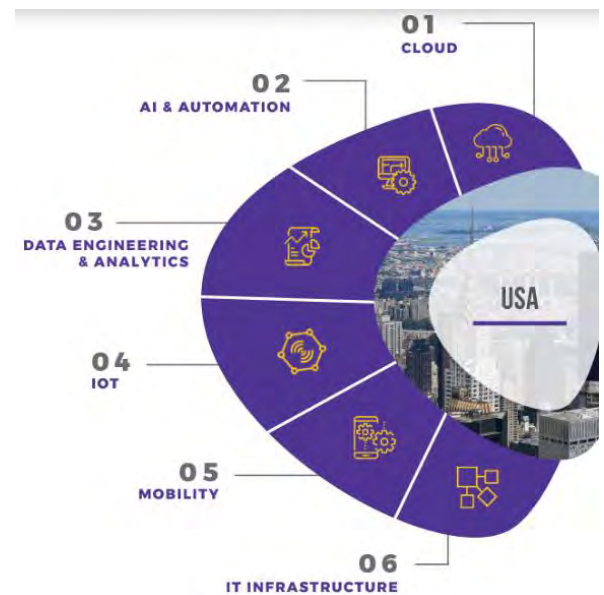 01
CLOUD
02
AI & AUTOMATION
03
DATA ENGINEERING
& ANALYTICS
USA
04
IOT
05
MOBILITY
06
IT INFRASTRUCTURE